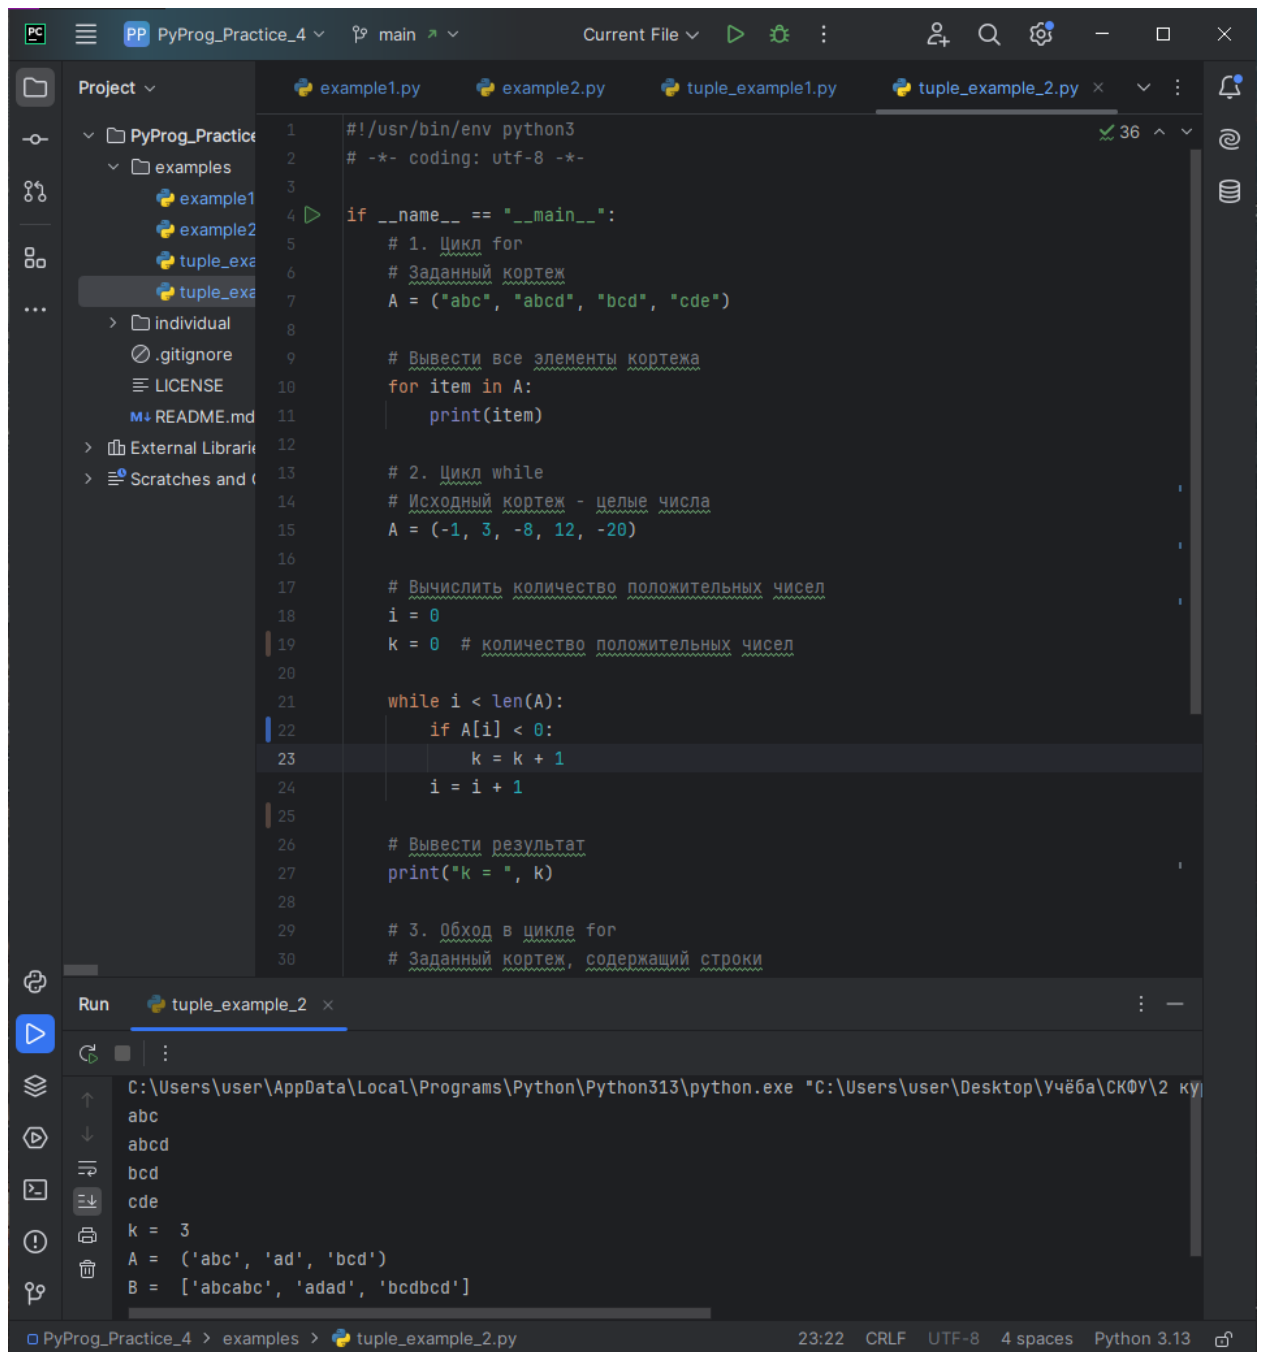 PC
PP PyProg_Practice_4 main Current File
Project
example1.py example2.py tuple_example1.py tuple_example_2.py
PyProg_Practice
examples
example1
example2
tuple_exa
tuple_exa
individual
.gitignore
LICENSE
M↓ README.md
External Librarie
Scratches and
36
1 #!/usr/bin/env python3
2 # -*- coding: utf-8 -*-
3
4 if __name__ == "__main__":
5 # 1. Цикл for
6 # Заданный кортеж
7 A = ("abc", "abcd", "bcd", "cde")
8
9 # Вывести все элементы кортежа
10 for item in A:
11 print(item)
12
13 # 2. Цикл while
14 # Исходный кортеж - целые числа
15 A = (-1, 3, -8, 12, -20)
16
17 # Вычислить количество положительных чисел
18 i = 0
19 k = 0 # количество положительных чисел
20
21 while i < len(A):
22 if A[i] < 0:
23 k = k + 1
24 i = i + 1
25
26 # Вывести результат
27 print("k = ", k)
28
29 # 3. Обход в цикле for
30 # Заданный кортеж, содержащий строки
Run tuple_example_2
C:\Users\user\AppData\Local\Programs\Python\Python313\python.exe "C:\Users\user\Desktop\Учёба\СКФУ\2 ку
abc
abcd
bcd
cde
k =  3
A =  ('abc', 'ad', 'bcd')
B =  ['abcabc', 'adad', 'bcdbcd']
PyProg_Practice_4 > examples > tuple_example_2.py 23:22 CRLF UTF-8 4 spaces Python 3.13